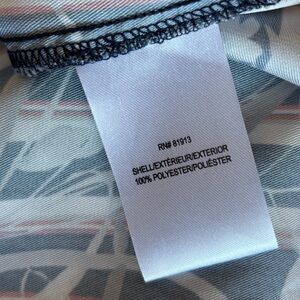 RN# 81913
SHELL/EXTÉRIEUR/EXTERIOR
100% POLYESTER/POLIÉSTER